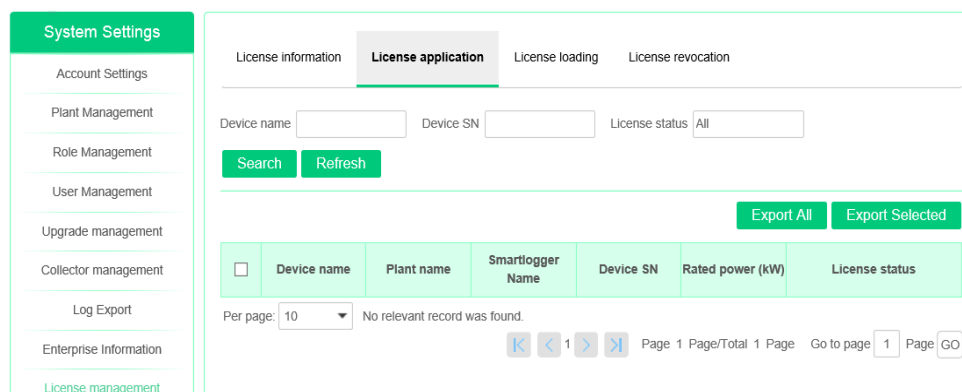 System Settings
Account Settings
Plant Management
Role Management
User Management
Upgrade management
Collector management
Log Export
Enterprise Information
License management
License information License application License loading License revocation
Device name Device SN License status All
Search Refresh
Export All Export Selected
Device name Plant name Smartlogger Name Device SN Rated power (kW) License status
Per page: 10 No relevant record was found.
1 Page 1 Page/Total 1 Page Go to page 1 Page GO